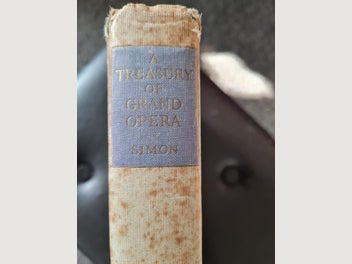 A
TREASURY
OF
GRAND
OPERA
SIMON